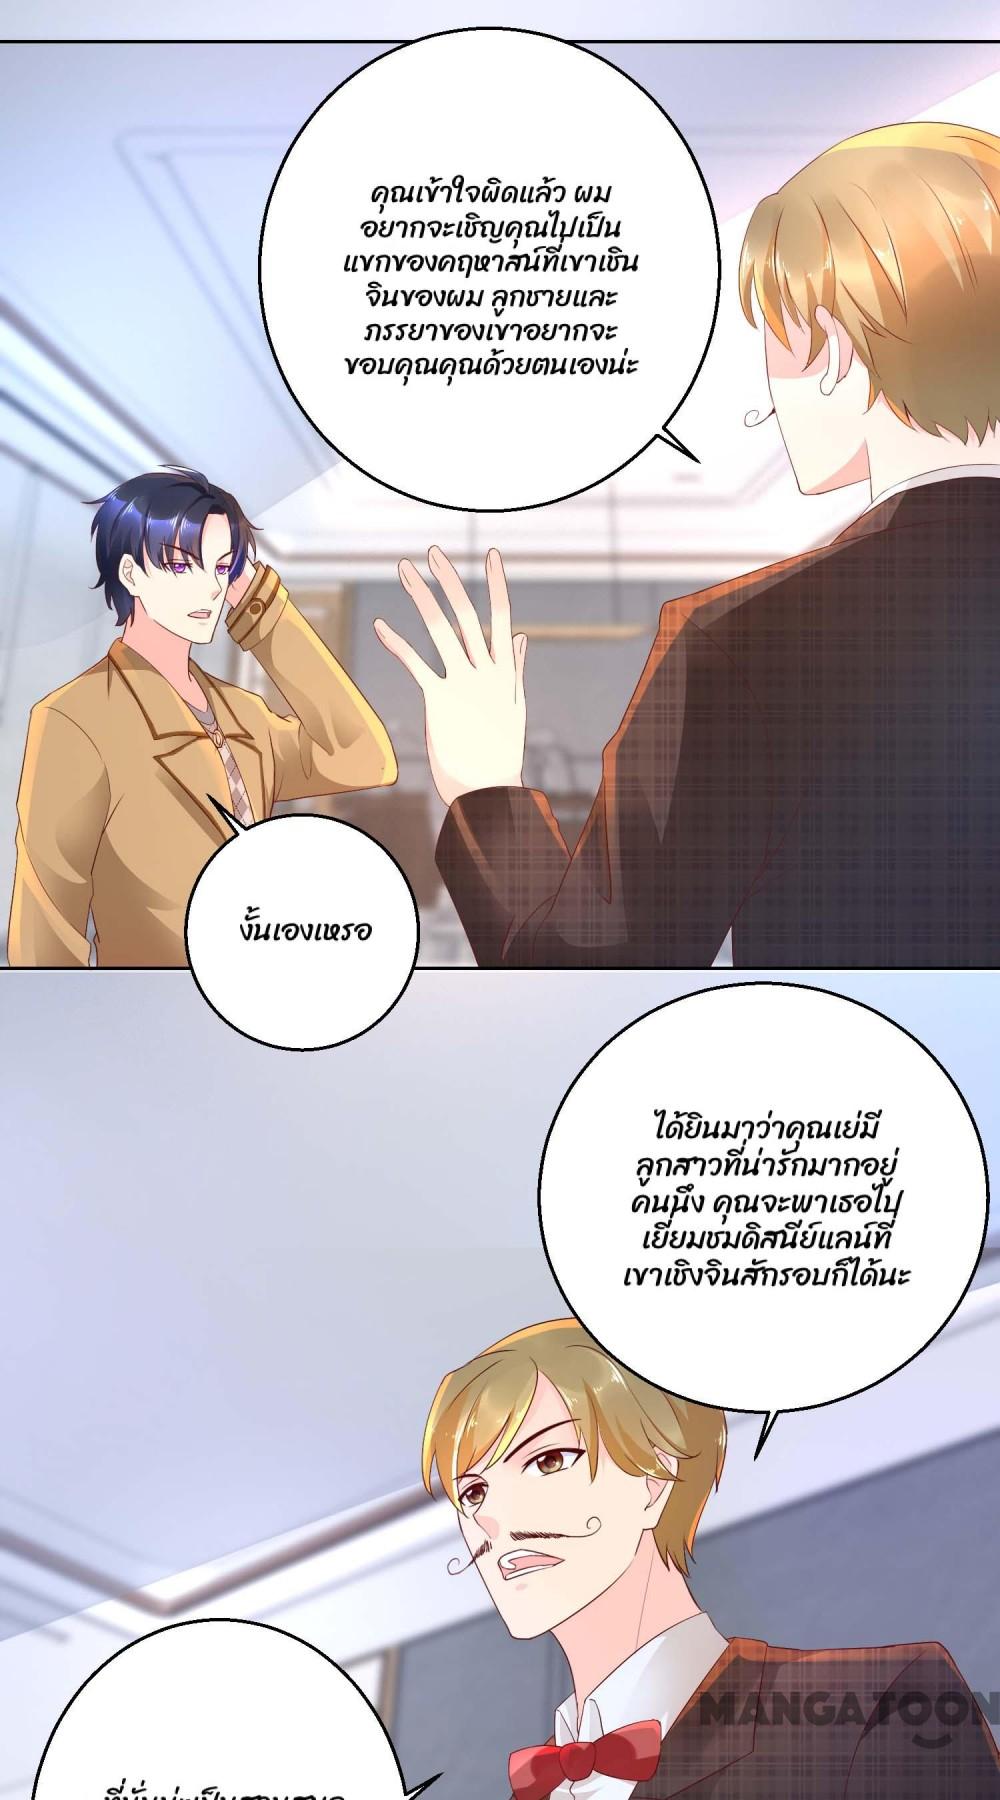 คุณเข้าใจผิดแล้ว ผม
อยากจะเชิญคุณไปเป็น
แขกของคฤหาสน์ที่เขาเชิน
จินของผม ลูกชายและ
ภรรยาของเขาอยากจะ
ขอบคุณคุณด้วยตนเองน่ะ
งั้นเองเหรอ
ได้ยินมาว่าคุณเย่มี
ลูกสาวที่น่ารักมากอยู่
คนนึง คุณจะพาเธอไป
เยี่ยมชมดิสนีย์แลน์ที่
เขาเชิงจินสักรอบก็ได้นะ
MANGATOON